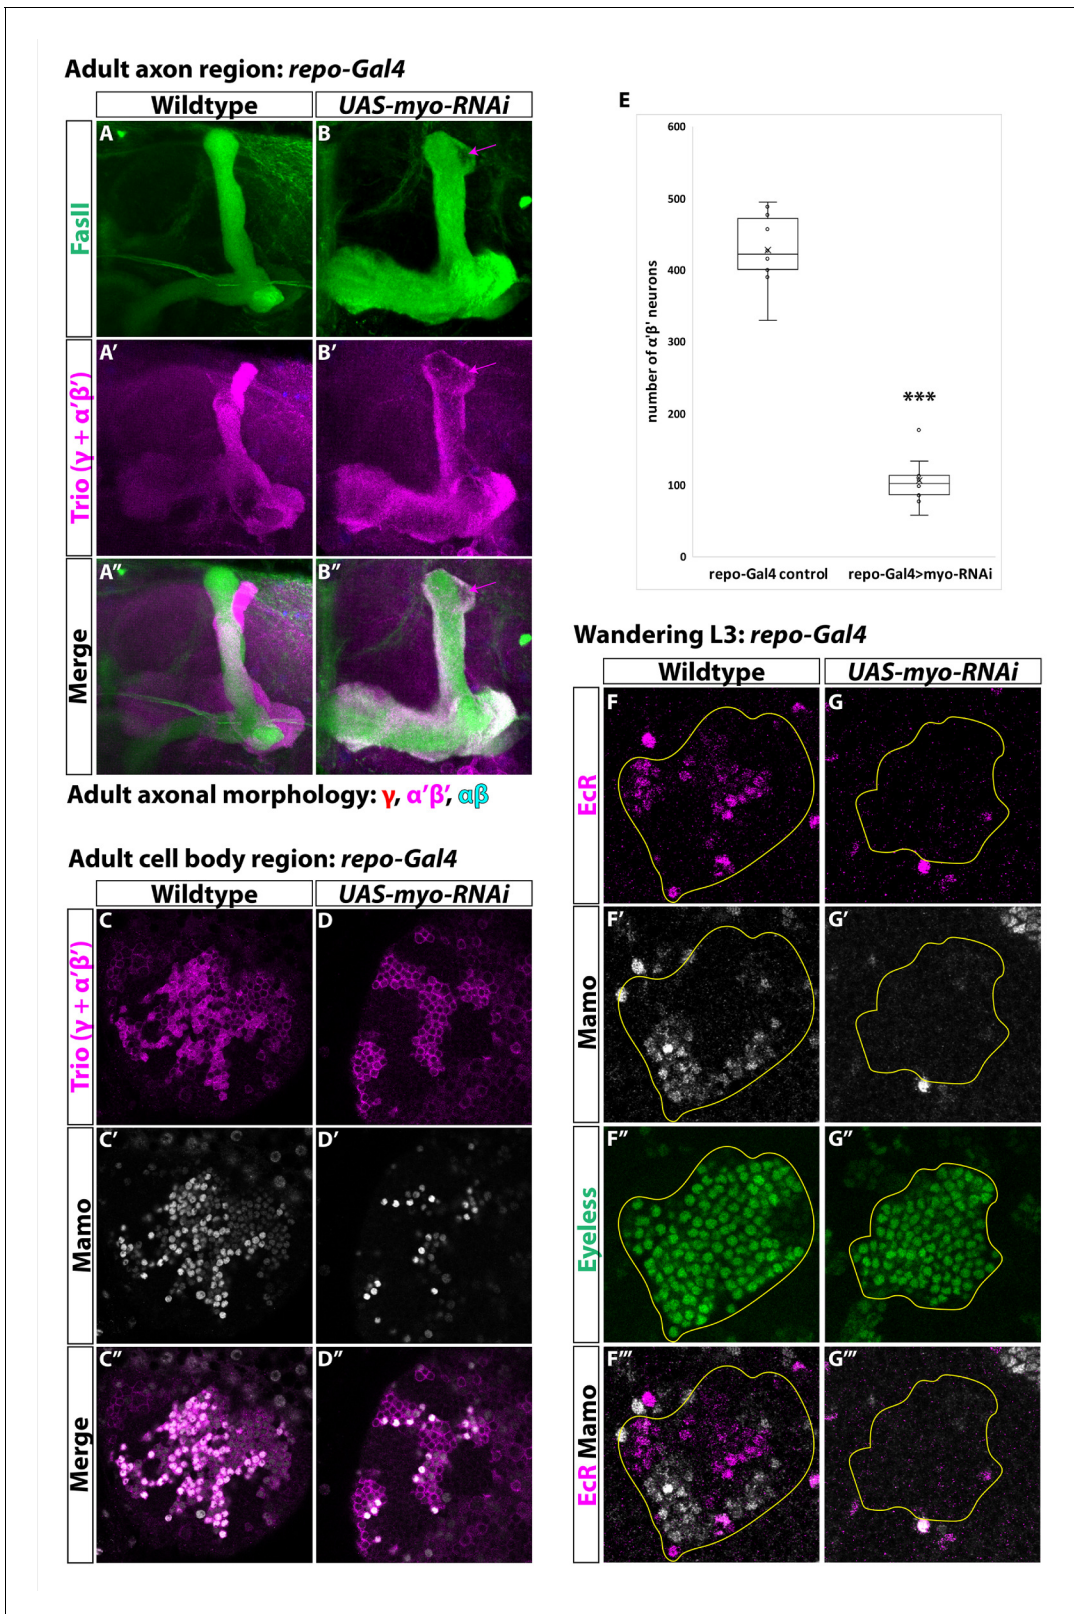 Adult axon region: repo-Gal4
Wildtype
UAS-myo-RNAi
FasII
A
B
Trio (γ + α'β')
A'
B'
Merge
A"
B"
Adult axonal morphology: γ, α'β', αβ
Adult cell body region: repo-Gal4
Wildtype
UAS-myo-RNAi
Trio (γ + α'β')
C
D
Mamo
C'
D'
Merge
C"
D"
E
number of α'β' neurons
600
500
400
300
200
100
0
***
repo-Gal4 control
repo-Gal4>myo-RNAi
Wandering L3: repo-Gal4
Wildtype
UAS-myo-RNAi
EcR
F
G
Mamo
F'
G'
Eyeless
F"
G"
EcR Mamo
F'''
G'''